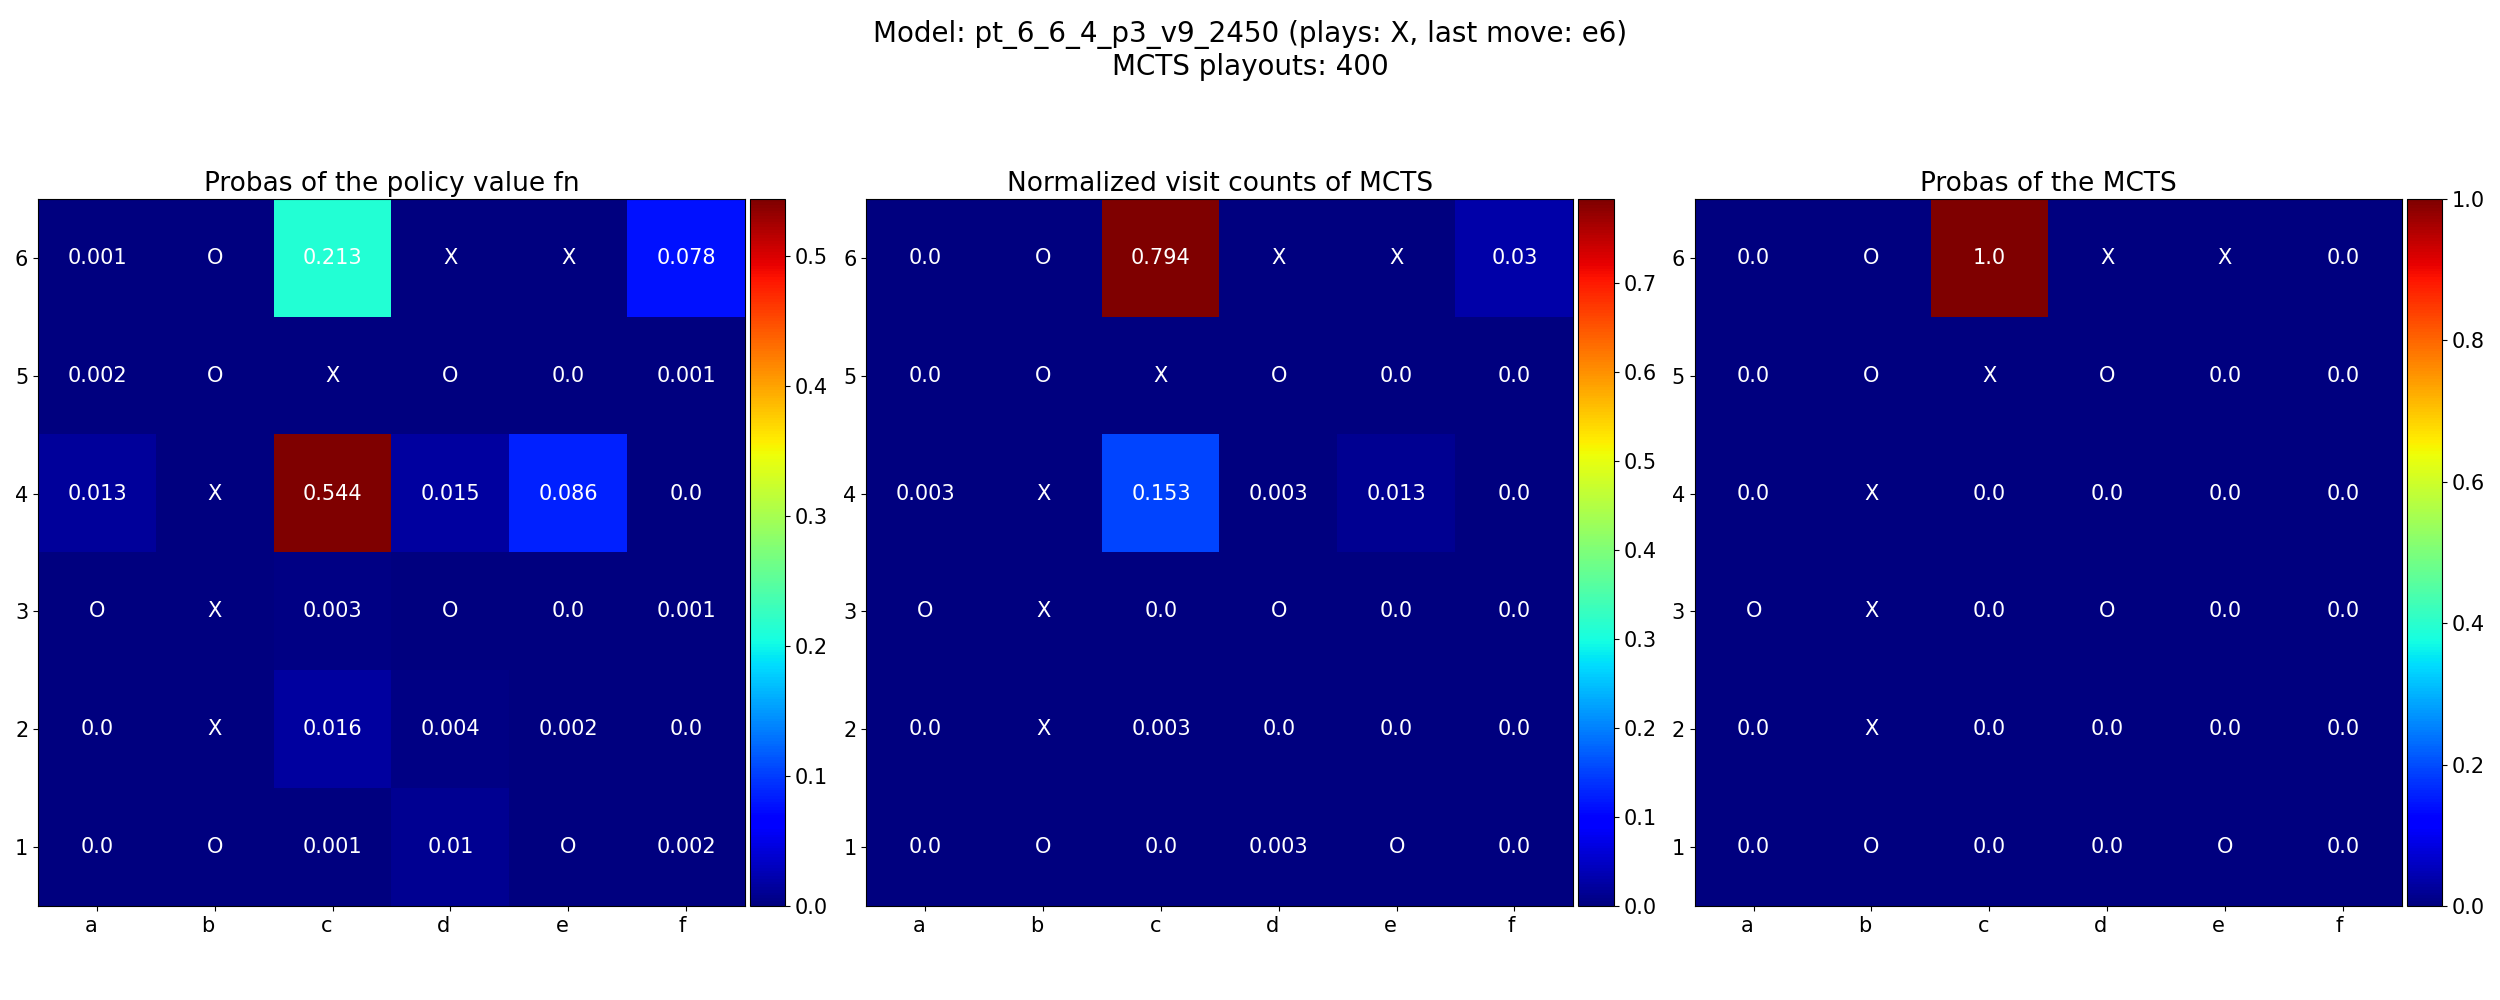 Model: pt_6_6_4_p3_v9_2450 (plays: X, last move: e6)
MCTS playouts: 400
Probas of the policy value fn
6 0.001 O 0.213 X X 0.078
5 0.002 O X O 0.0 0.001
4 0.013 X 0.544 0.015 0.086 0.0
3 O X 0.003 O 0.0 0.001
2 0.0 X 0.016 0.004 0.002 0.0
1 0.0 O 0.001 0.01 O 0.002
a b c d e f
0.5
0.4
0.3
0.2
0.1
0.0
Normalized visit counts of MCTS
6 0.0 O 0.794 X X 0.03
5 0.0 O X O 0.0 0.0
4 0.003 X 0.153 0.003 0.013 0.0
3 O X 0.0 O 0.0 0.0
2 0.0 X 0.003 0.0 0.0 0.0
1 0.0 O 0.0 0.003 O 0.0
a b c d e f
0.7
0.6
0.5
0.4
0.3
0.2
0.1
0.0
Probas of the MCTS
6 0.0 O 1.0 X X 0.0
5 0.0 O X O 0.0 0.0
4 0.0 X 0.0 0.0 0.0 0.0
3 O X 0.0 O 0.0 0.0
2 0.0 X 0.0 0.0 0.0 0.0
1 0.0 O 0.0 0.0 O 0.0
a b c d e f
1.0
0.8
0.6
0.4
0.2
0.0